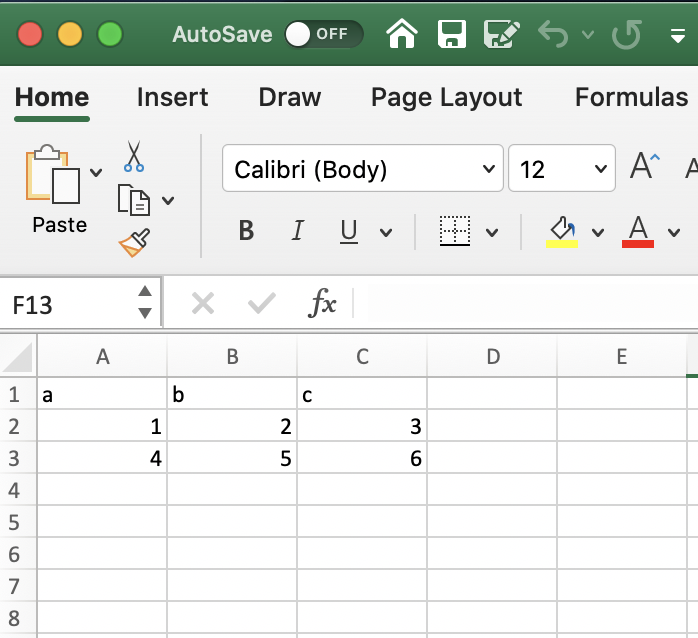 AutoSave OFF
Home Insert Draw Page Layout Formulas
Paste
Calibri (Body) 12 A A
B I U A
F13 fx
A B C D E
1 a b c
2 1 2 3
3 4 5 6
4
5
6
7
8